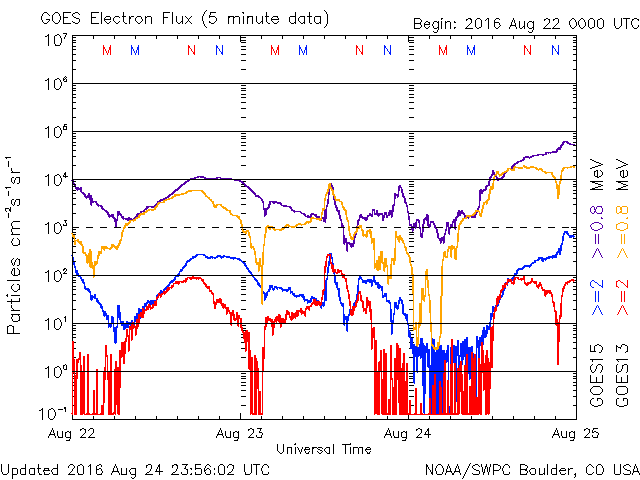 GOES Electron Flux (5 minute data)
Begin: 2016 Aug 22 0000 UTC
10⁷
M M N N M M N N M M N N
10⁶
10⁵
10⁴
10³
10²
10¹
10⁰
10⁻¹
Particles cm⁻²s⁻¹sr⁻¹
Aug 22 Aug 23 Aug 24 Aug 25
Universal Time
GOES15 >=2 >=0.8 MeV
GOES13 >=2 >=0.8 MeV
Updated 2016 Aug 24 23:56:02 UTC
NOAA/SWPC Boulder, CO USA